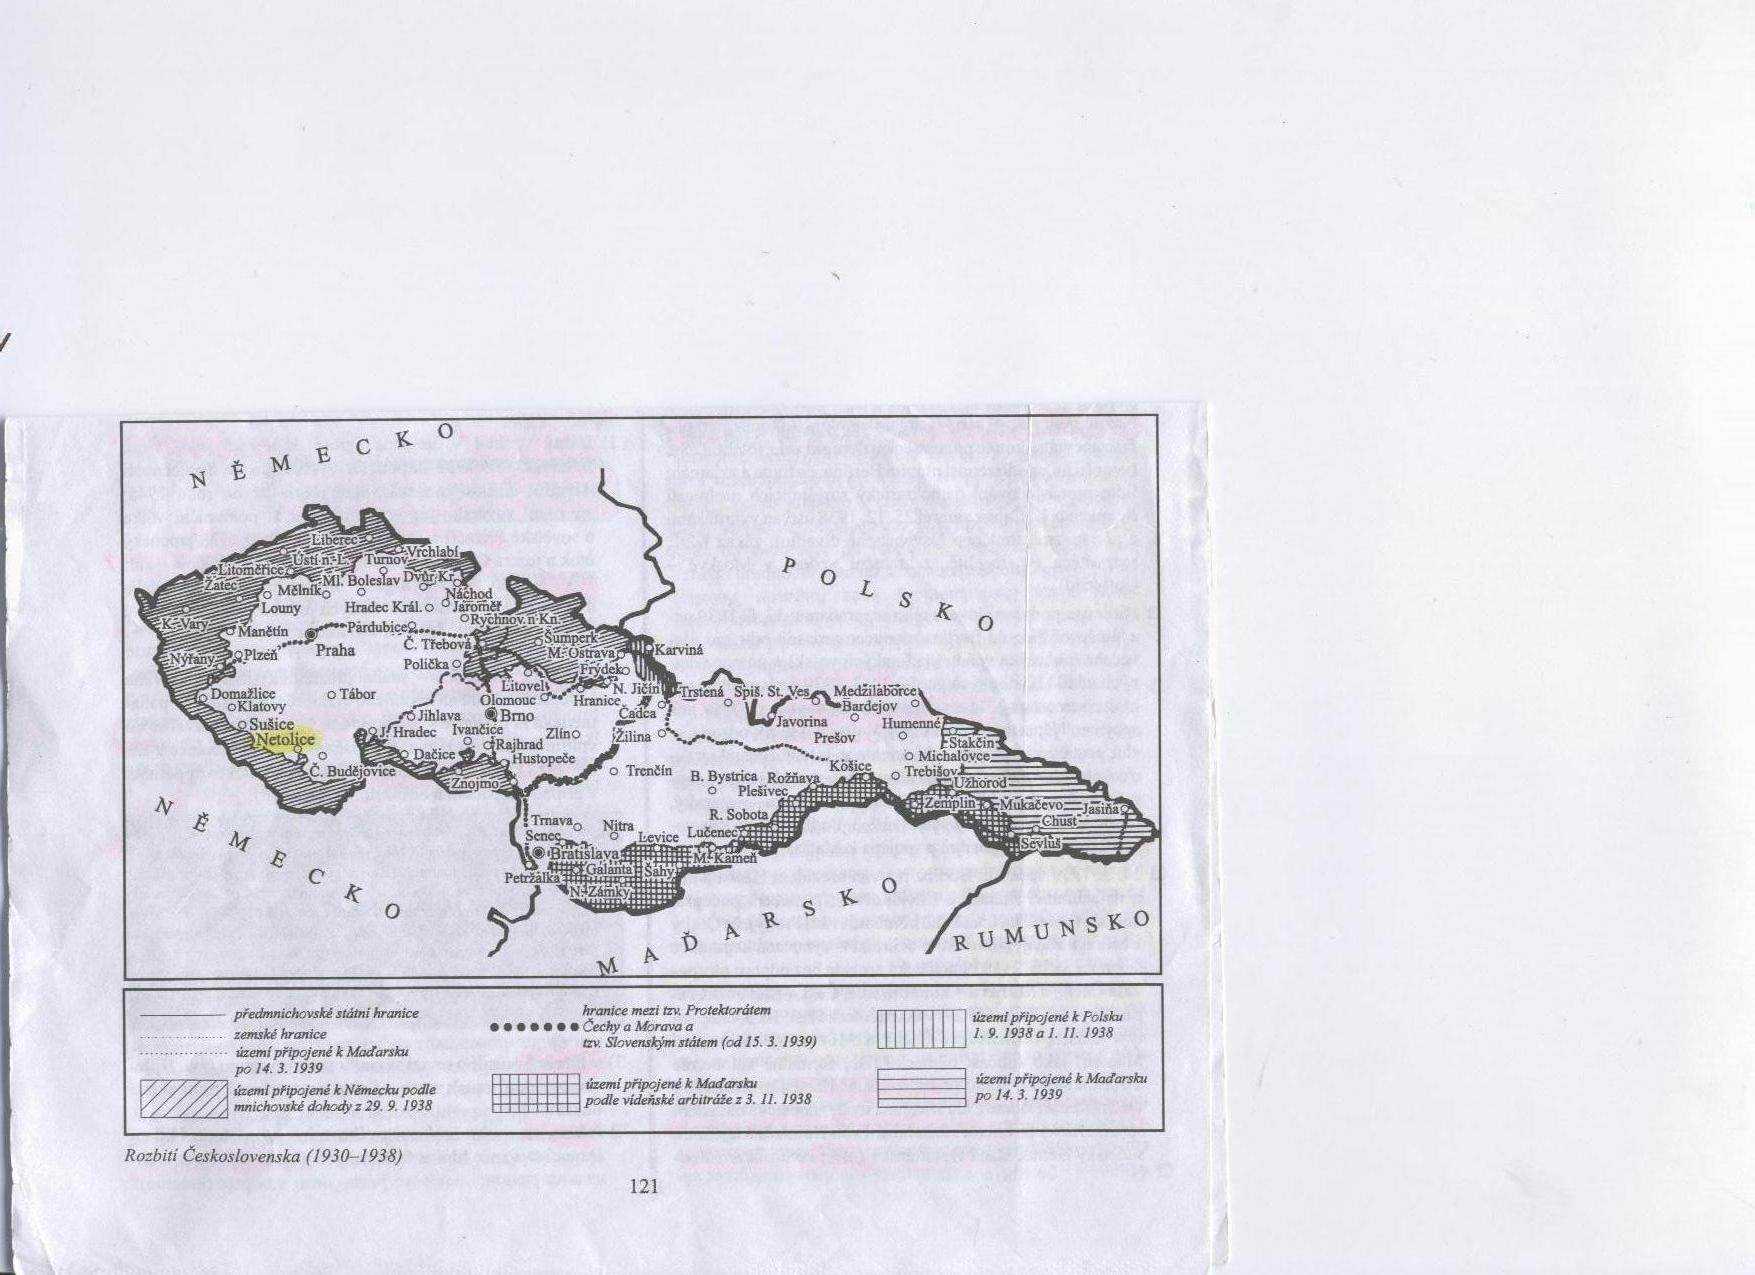 NĚMECKO
POLSKO
NĚMECKO
MAĎARSKO
RUMUNSKO
Liberec
Ústí n. L.
Turnov
Vrchlabí
Litoměřice
Žatec
Mělník
Ml. Boleslav
Dvůr Kr.
Louny
Hradec Král.
Náchod
Jaroměř
Rychnov n Kn.
K. Vary
Manětín
Praha
Pardubice
Č. Třebová
Šumperk
M. Ostrava
Karviná
Nýřany
Plzeň
Polička
Frýdek
Litovel
N. Jičín
Domažlice
Klatovy
Tábor
Olomouc
Hranice
Čadca
Trstená
Spiš. St. Ves
Medžilaborce
Bardejov
Sušice
Jihlava
Brno
Javorina
Humenné
Netolice
J. Hradec
Ivančice
Zlín
Žilina
Prešov
Stakčín
Dačice
Rajhrad
Hustopeče
Michalovce
Č. Budějovice
Znojmo
Trenčín
B. Bystrica
Rožňava
Košice
Trebišov
Užhorod
Plešivec
Zemplin
Mukačevo
Jasiňa
Trnava
Nitra
R. Sobota
Chust
Senec
Levice
Lučenec
Sevluš
Bratislava
M. Kameň
Petržalka
Galanta
Šahy
N. Zámky
předmnichovské státní hranice
zemské hranice
území připojené k Maďarsku
po 14. 3. 1939
území připojené k Německu podle
mnichovské dohody z 29. 9. 1938
hranice mezi tzv. Protektorátem
Čechy a Morava a
tzv. Slovenským státem (od 15. 3. 1939)
území připojené k Maďarsku
podle vídeňské arbitráže z 3. 11. 1938
území připojené k Polsku
1. 9. 1938 a 1. 11. 1938
území připojené k Maďarsku
po 14. 3. 1939
Rozbití Československa (1930–1938)
121